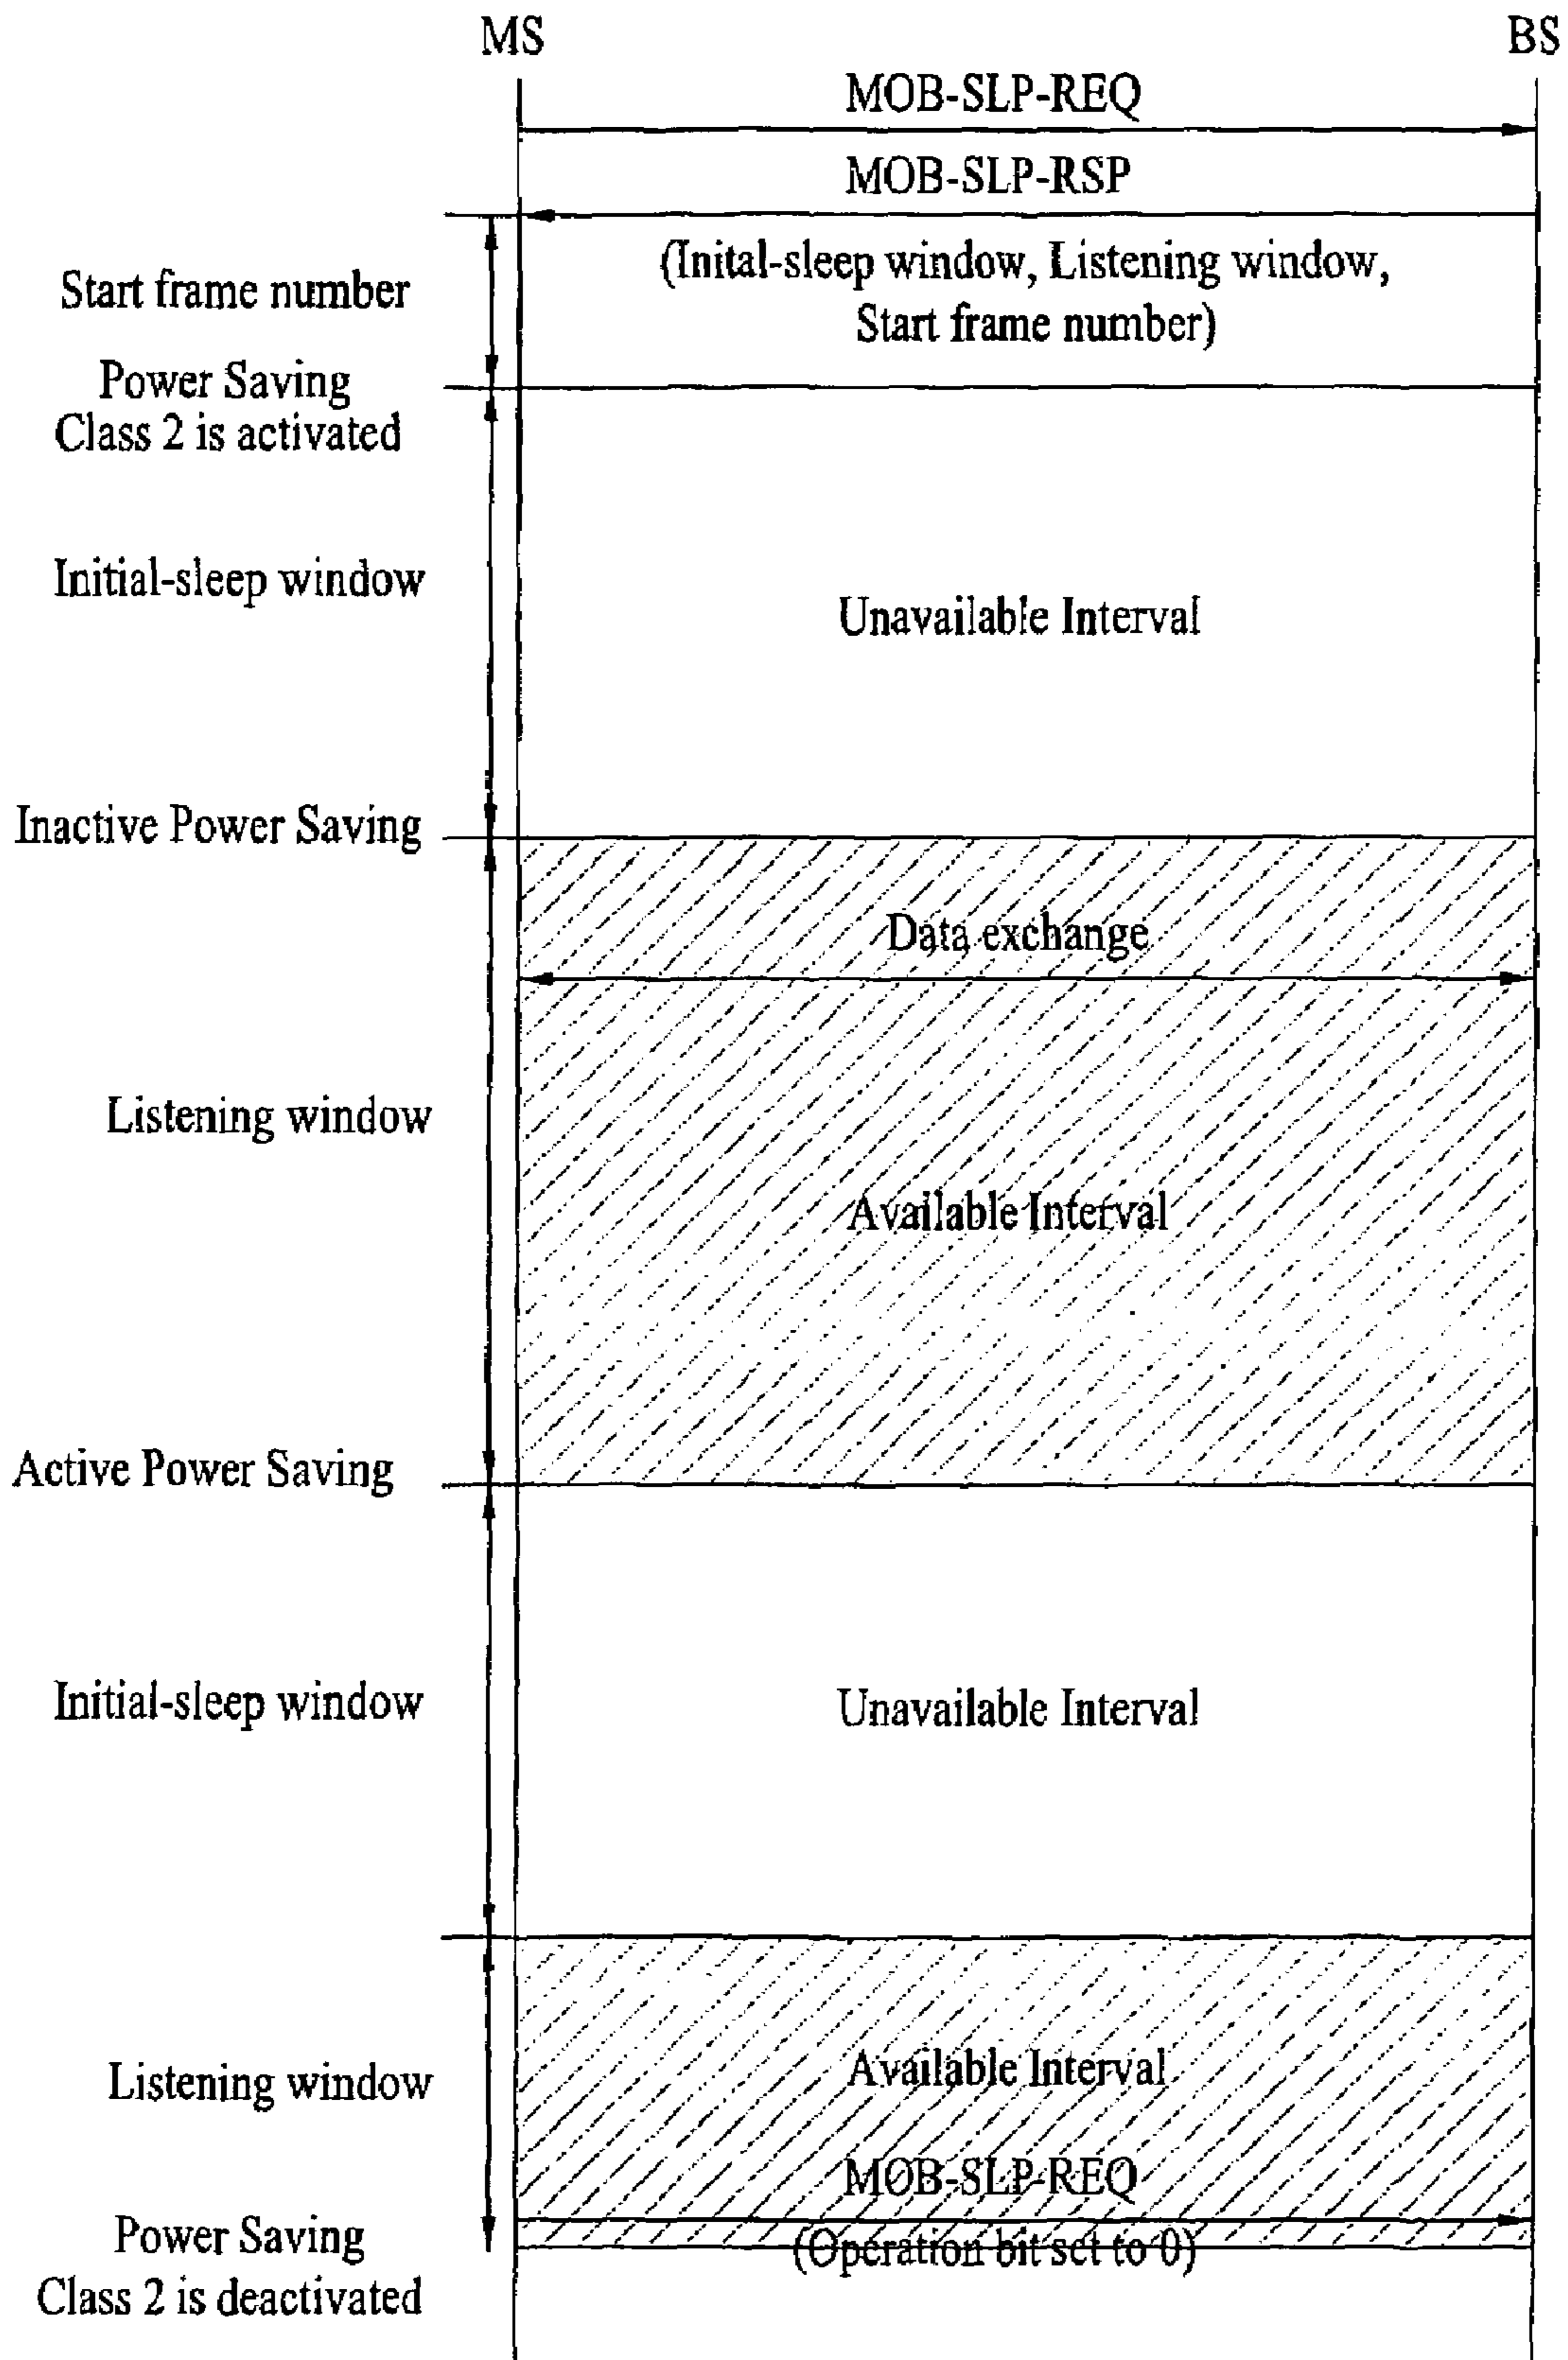 MS
BS
MOB-SLP-REQ
MOB-SLP-RSP
(Inital-sleep window, Listening window,
Start frame number)
Start frame number
Power Saving
Class 2 is activated
Initial-sleep window
Unavailable Interval
Inactive Power Saving
Data exchange
Listening window
Available Interval
Active Power Saving
Initial-sleep window
Unavailable Interval
Available Interval
Listening window
MOB-SLP-REQ
(Operation bit set to 0)
Power Saving
Class 2 is deactivated